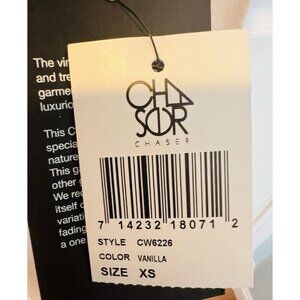 The vin
and tre
garme
luxurio
This C
specia
nature
This ga
other g
We re
itself o
variati
fading
a one
CHA
SER
CHASER
7 14232 18071 2
STYLE CW6226
COLOR VANILLA
SIZE XS